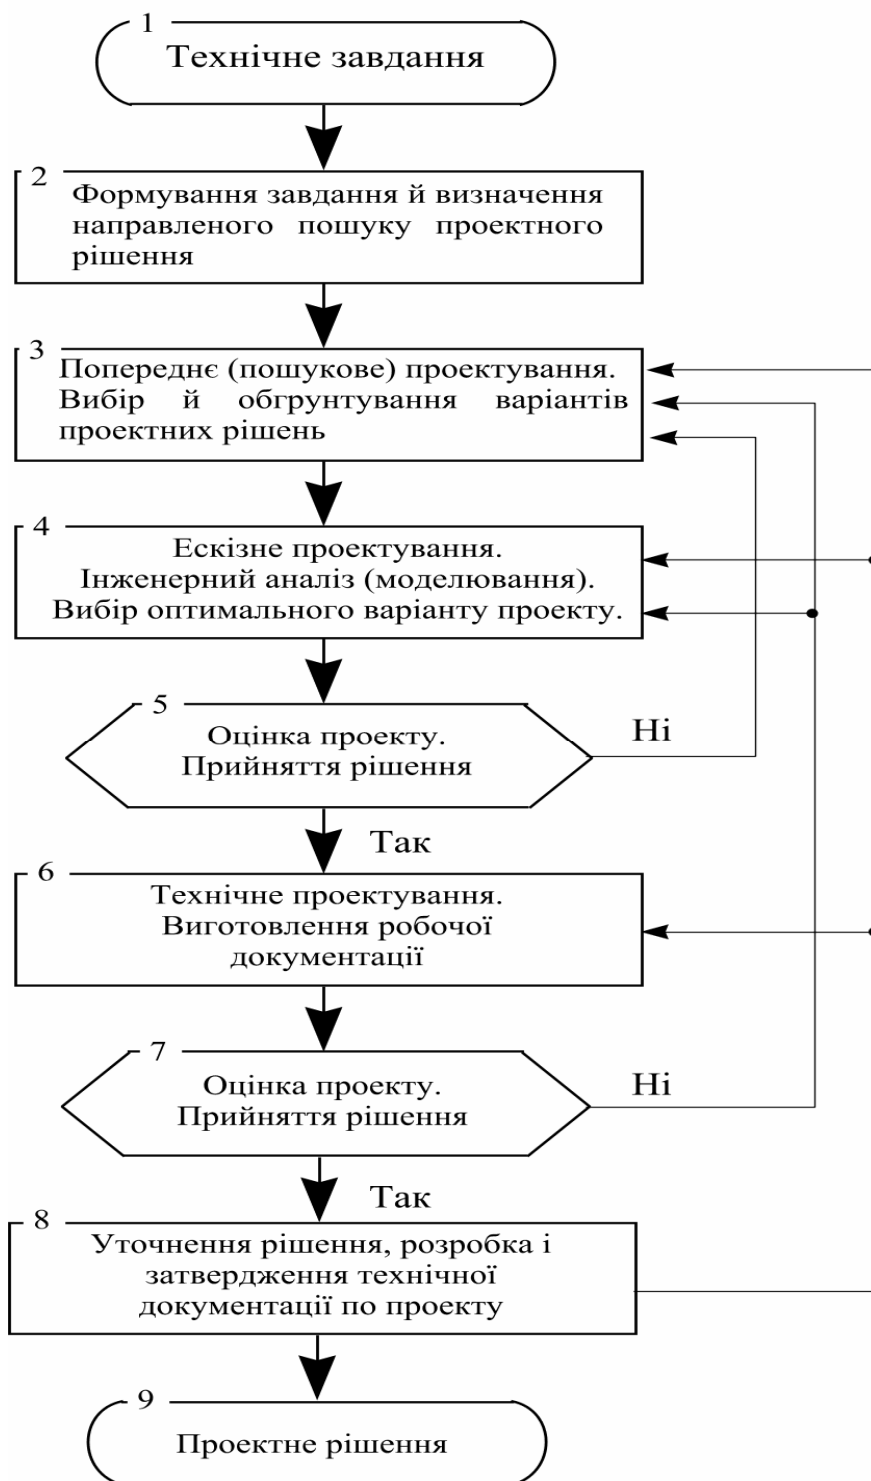 1
Технічне завдання
2
Формування завдання й визначення
направленого пошуку проектного
рішення
3
Попереднє (пошукове) проектування.
Вибір й обгрунтування варіантів
проектних рішень
4
Ескізне проектування.
Інженерний аналіз (моделювання).
Вибір оптимального варіанту проекту.
5
Оцінка проекту.
Прийняття рішення
Ні
Так
6
Технічне проектування.
Виготовлення робочої
документації
7
Оцінка проекту.
Прийняття рішення
Ні
Так
8
Уточнення рішення, розробка і
затвердження технічної
документації по проекту
9
Проектне рішення